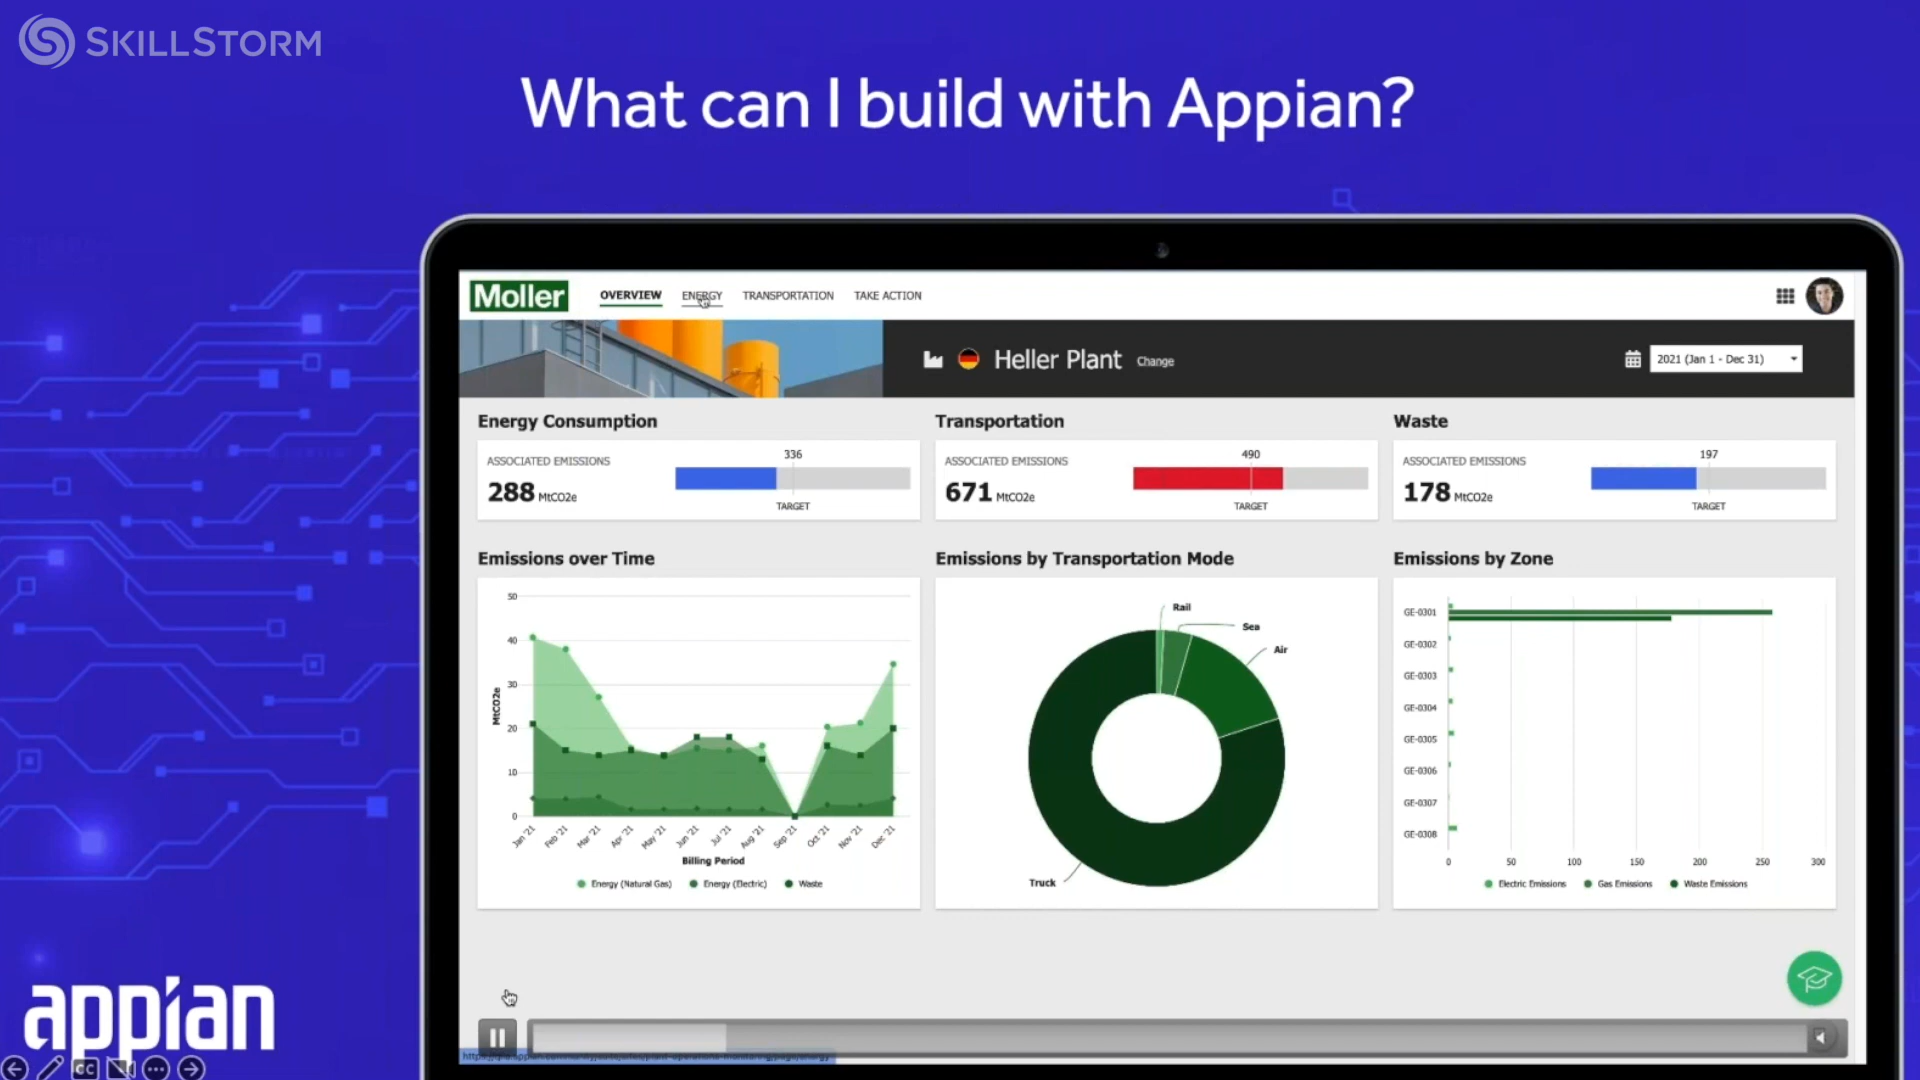 SKILLSTORM
What can I build with Appian?
Moller
OVERVIEW ENERGY TRANSPORTATION TAKE ACTION
Heller Plant Change
2021 (Jan 1 - Dec 31)
Energy Consumption
ASSOCIATED EMISSIONS
288 MtCO2e
336
TARGET
Transportation
ASSOCIATED EMISSIONS
671 MtCO2e
490
TARGET
Waste
ASSOCIATED EMISSIONS
178 MtCO2e
197
TARGET
Emissions over Time
MtCO2e
50
40
30
20
10
0
Jan '21 Feb '21 Mar '21 Apr '21 May '21 Jun '21 Jul '21 Aug '21 Sep '21 Oct '21 Nov '21 Dec '21
Billing Period
Energy (Natural Gas) Energy (Electric) Waste
Emissions by Transportation Mode
Rail
Sea
Air
Truck
Emissions by Zone
GE-0301
GE-0302
GE-0303
GE-0304
GE-0305
GE-0306
GE-0307
GE-0308
0 50 100 150 200 250 300
Electric Emissions Gas Emissions Waste Emissions
appian
CC